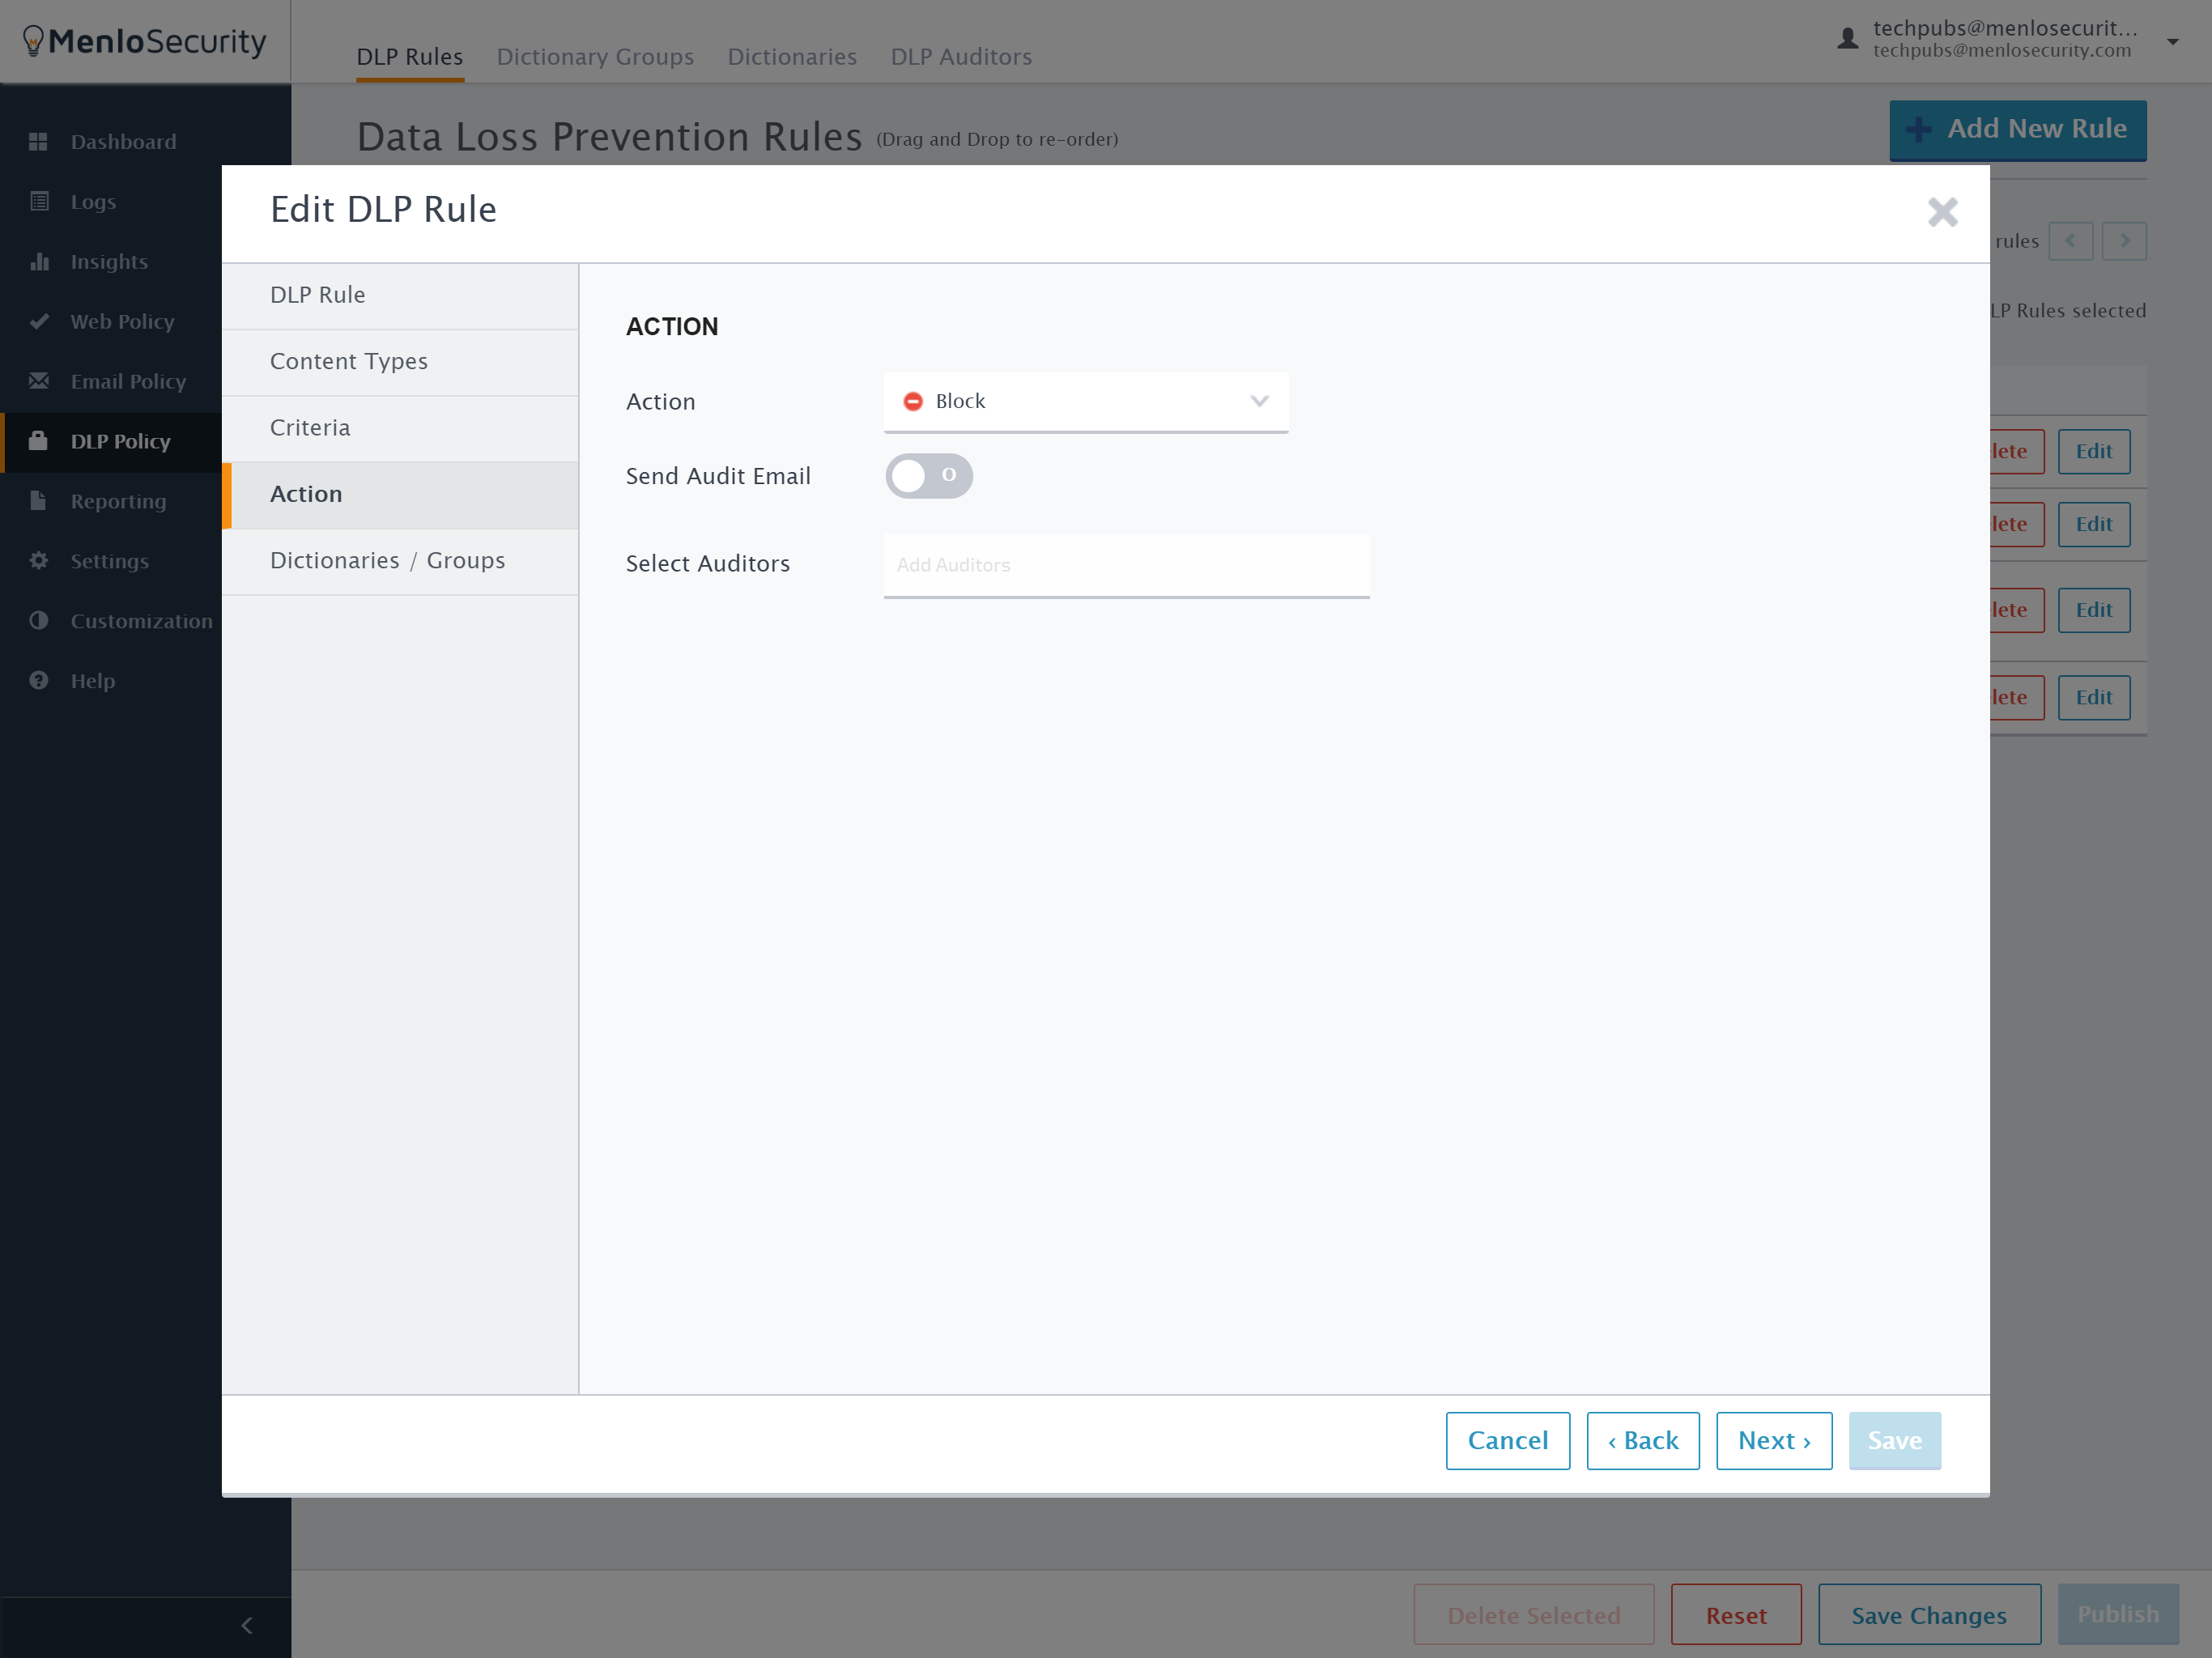 MenloSecurity
DLP Rules
Dictionary Groups
Dictionaries
DLP Auditors
techpubs@menlosecurit...
techpubs@menlosecurity.com
Dashboard
Logs
Insights
Web Policy
Email Policy
DLP Policy
Reporting
Settings
Customization
Help
Data Loss Prevention Rules (Drag and Drop to re-order)
Add New Rule
rules
LP Rules selected
lete Edit
lete Edit
lete Edit
lete Edit
Edit DLP Rule
DLP Rule
Content Types
Criteria
Action
Dictionaries / Groups
ACTION
Action
Block
Send Audit Email
O
Select Auditors
Add Auditors
Cancel
‹ Back
Next ›
Save
Delete Selected
Reset
Save Changes
Publish